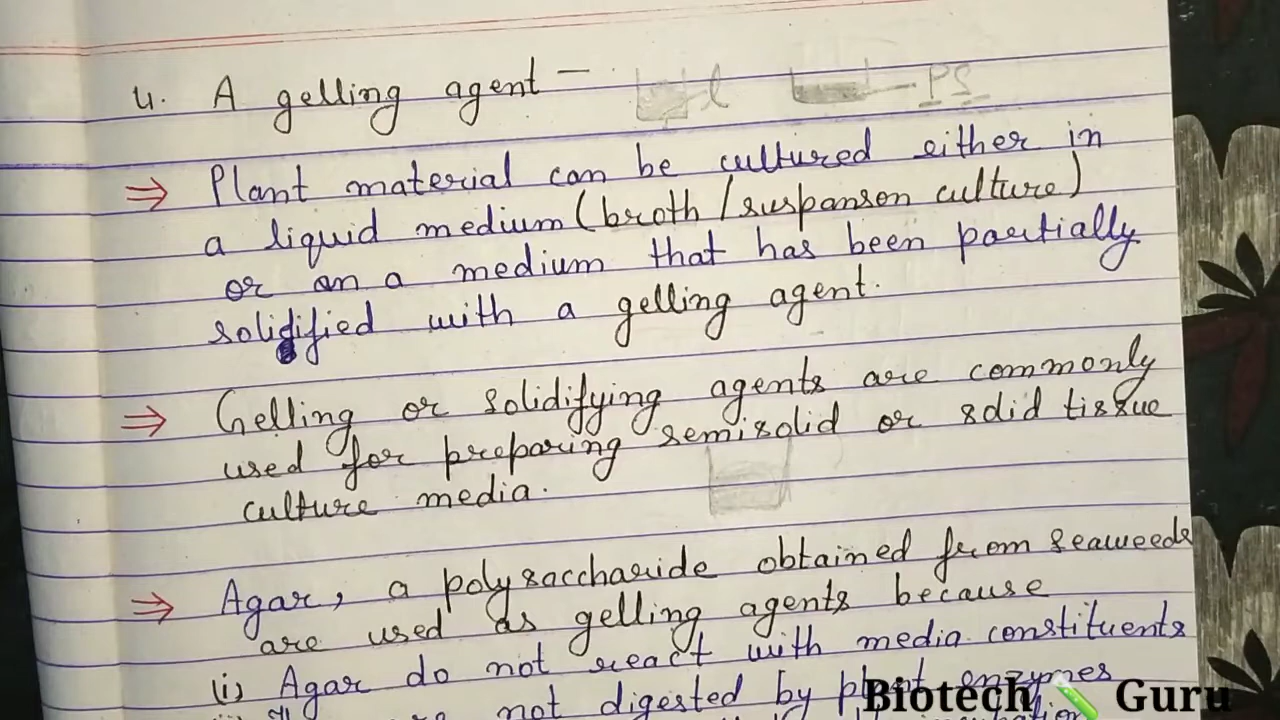 4. A gelling agent — l — PS
⇒ Plant material can be cultured either in
a liquid medium (broth / suspanson culture)
or on a medium that has been partially
solidified with a gelling agent.
⇒ Gelling or solidifying agents are commonly
used for preparing semisolid or solid tissue
culture media.
⇒ Agar, a polysaccharide obtained from seaweeds
are used as gelling agents because
(i) Agar do not react with media constituents
not digested by plant enzymes
Biotech Guru